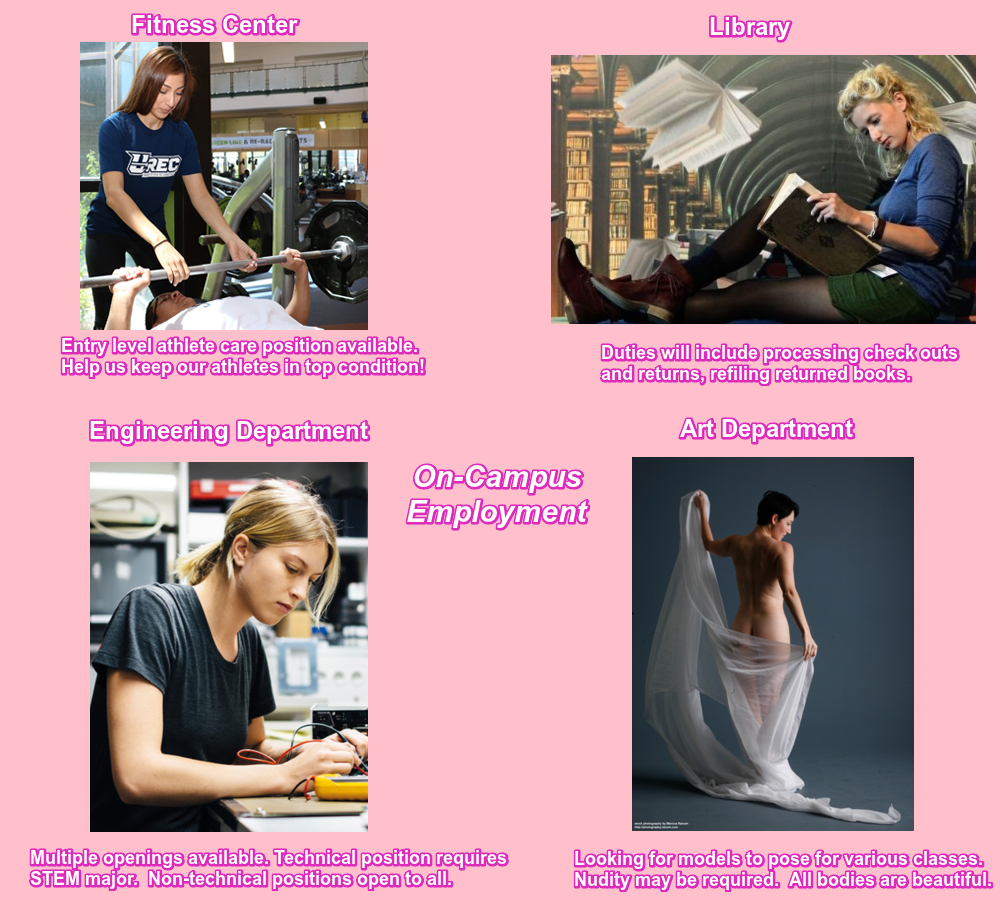 Fitness Center
Library
UREC
Entry level athlete care position available.
Help us keep our athletes in top condition!
Duties will include processing check outs
and returns, refiling returned books.
Engineering Department
Art Department
On-Campus
Employment
Multiple openings available. Technical position requires
STEM major.  Non-technical positions open to all.
Looking for models to pose for various classes.
Nudity may be required.  All bodies are beautiful.